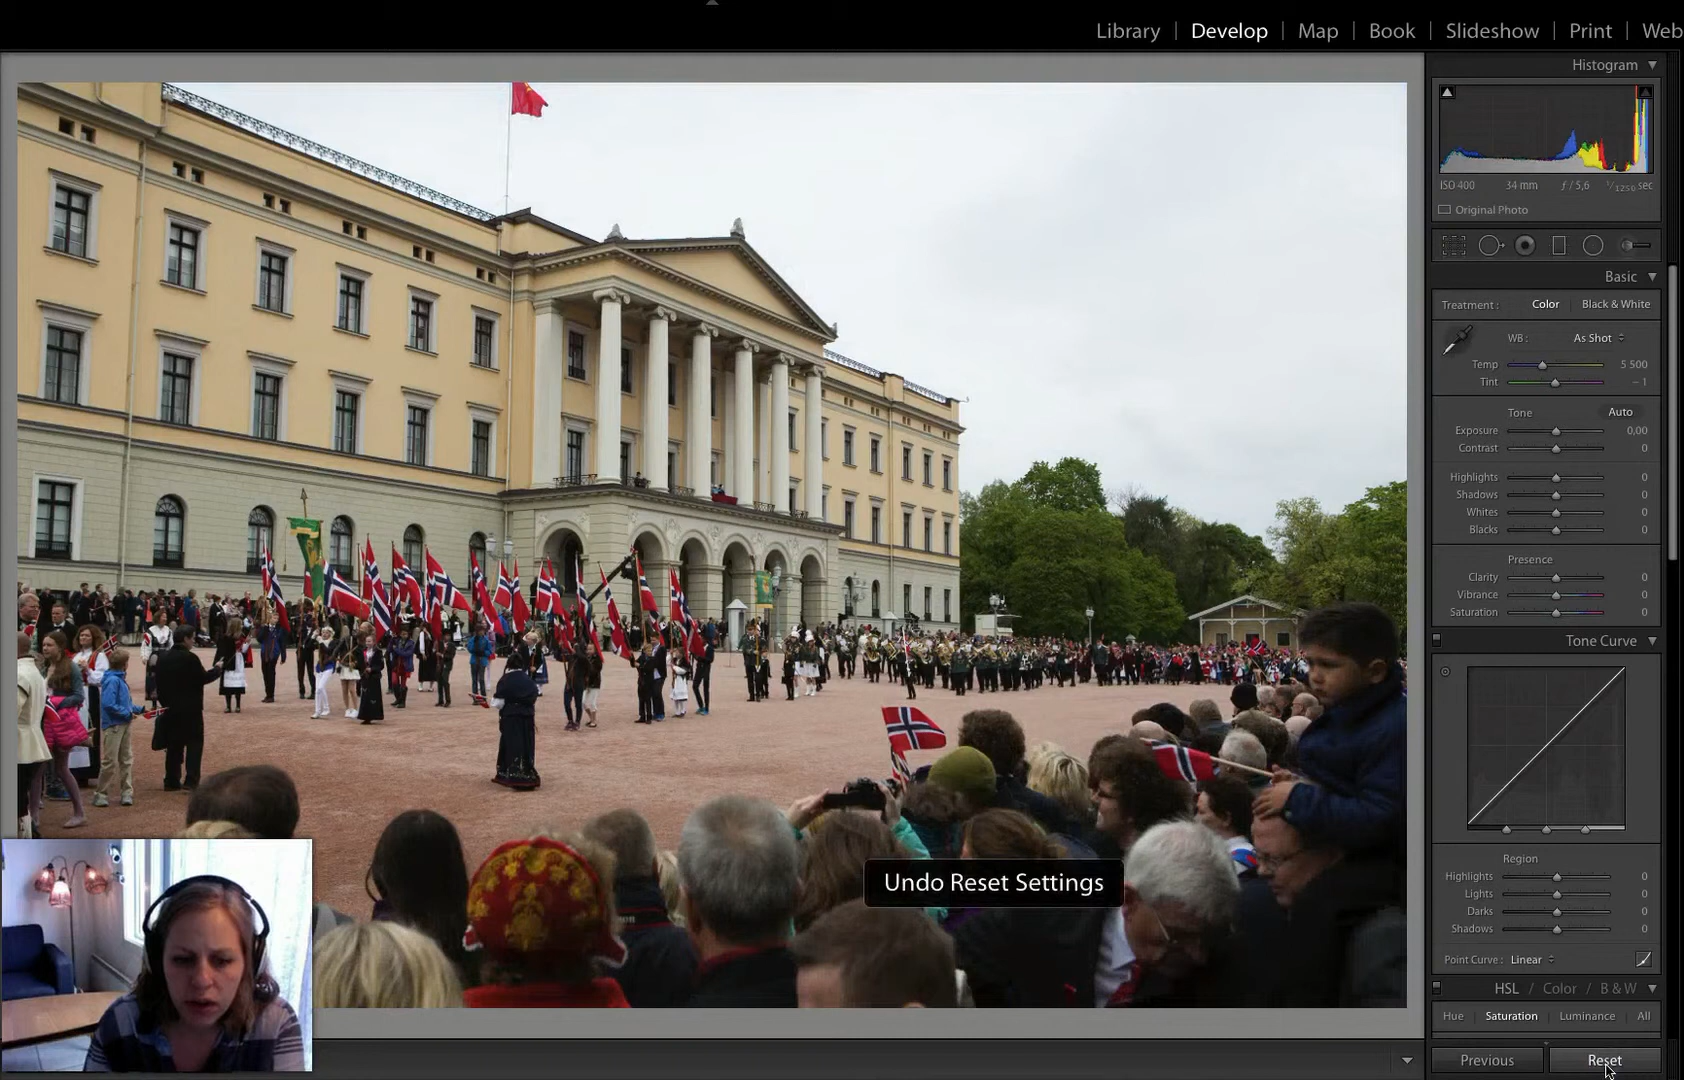 Library | Develop | Map | Book | Slideshow | Print | Web
Histogram
ISO 400 34 mm ƒ / 5,6 1/1250 sec
Original Photo
Basic
Treatment : Color Black & White
WB : As Shot
Temp 5 500
Tint – 1
Tone Auto
Exposure 0,00
Contrast 0
Highlights 0
Shadows 0
Whites 0
Blacks 0
Presence
Clarity 0
Vibrance 0
Saturation 0
Tone Curve
Region
Highlights 0
Lights 0
Darks 0
Shadows 0
Point Curve : Linear
HSL / Color / B & W
Hue Saturation Luminance All
Undo Reset Settings
Previous Reset